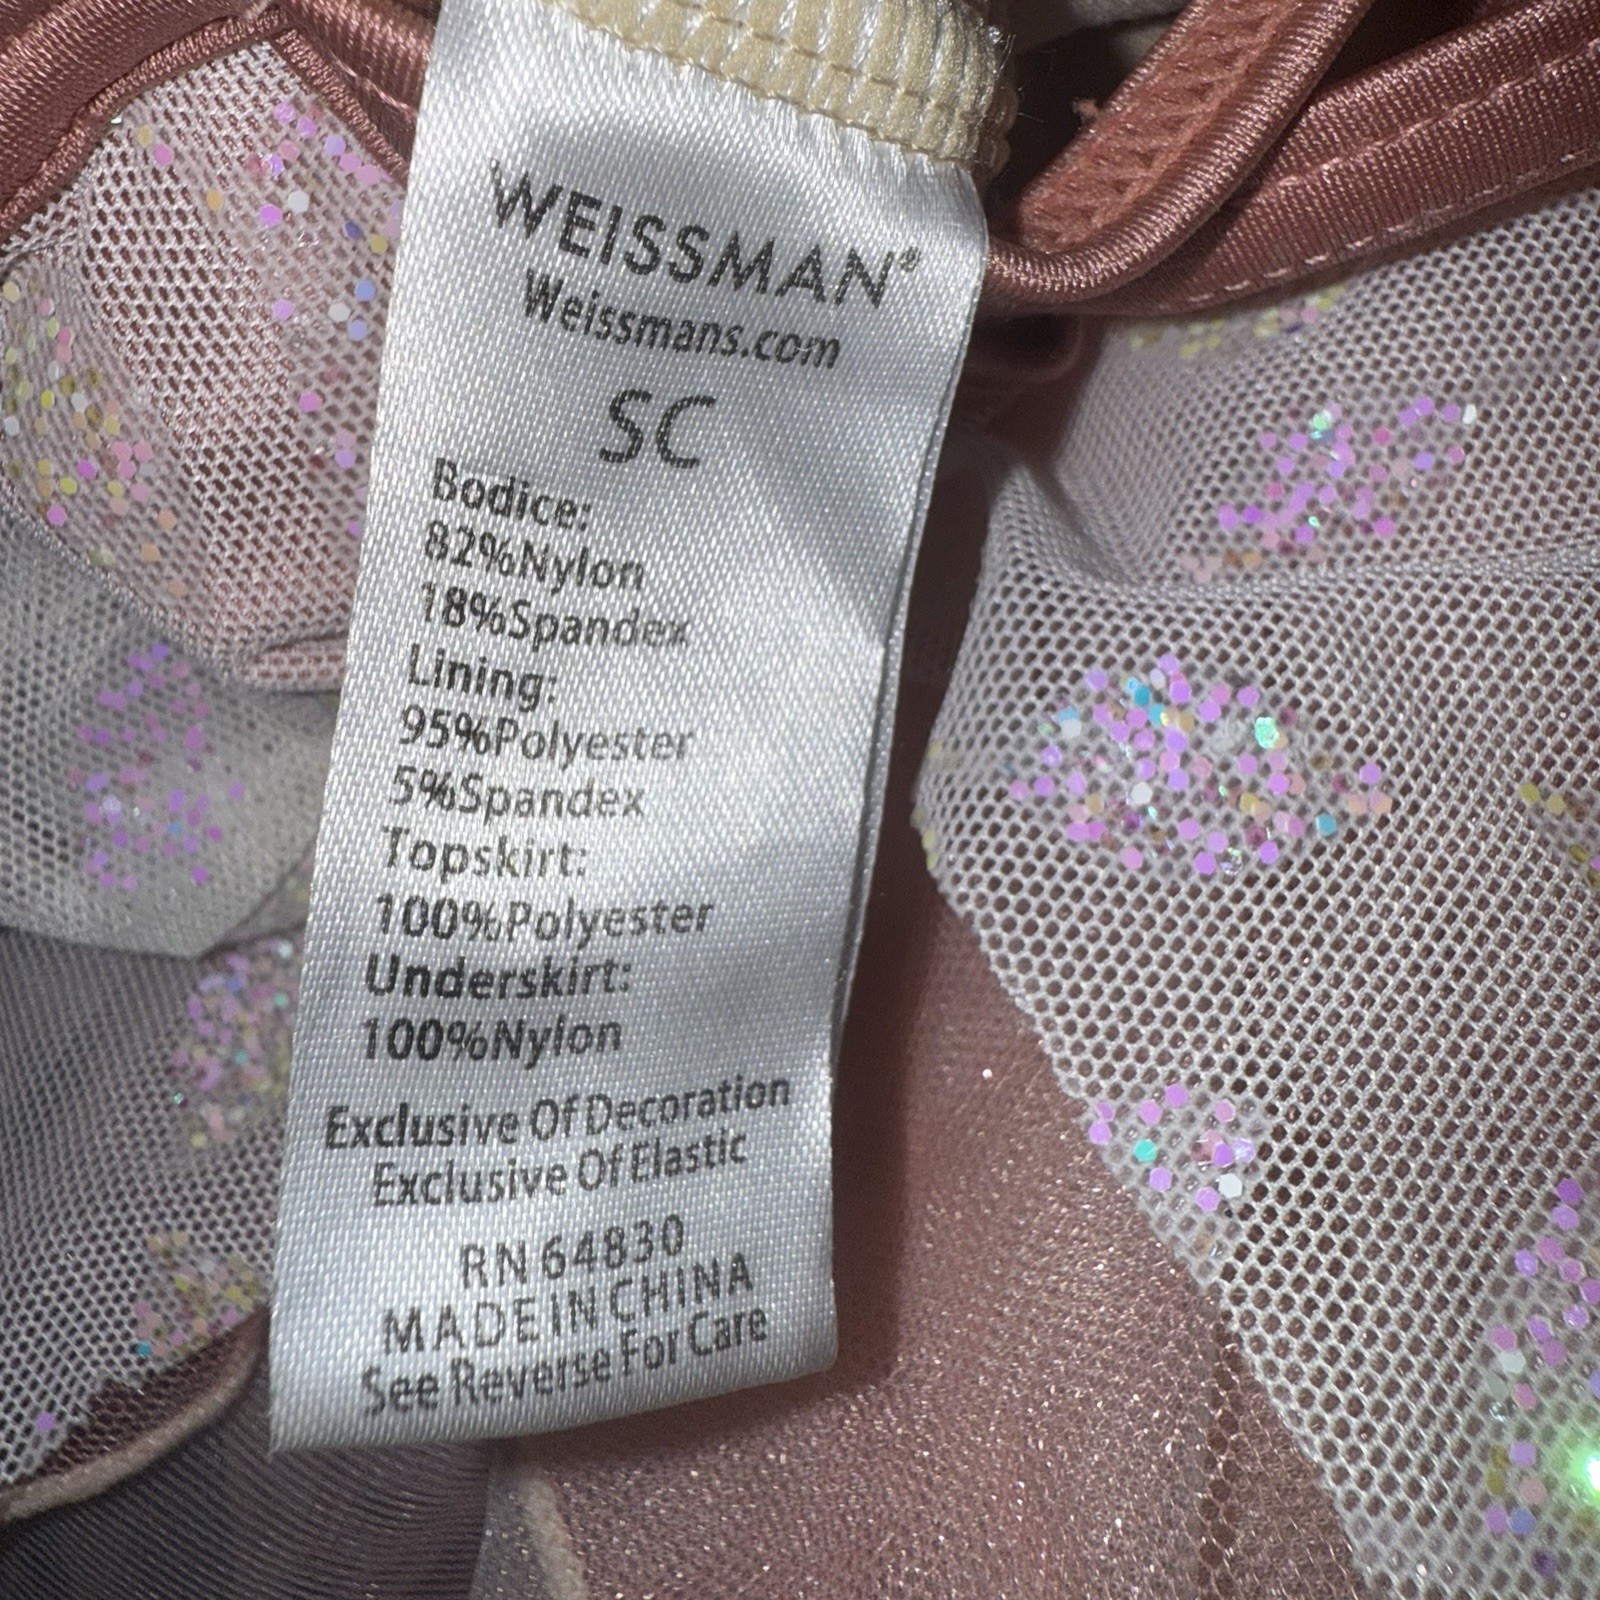 WEISSMAN®
Weissmans.com
SC
Bodice:
82%Nylon
18%Spandex
Lining:
95%Polyester
5%Spandex
Topskirt:
100%Polyester
Underskirt:
100%Nylon
Exclusive Of Decoration
Exclusive Of Elastic
RN 64830
MADE IN CHINA
See Reverse For Care